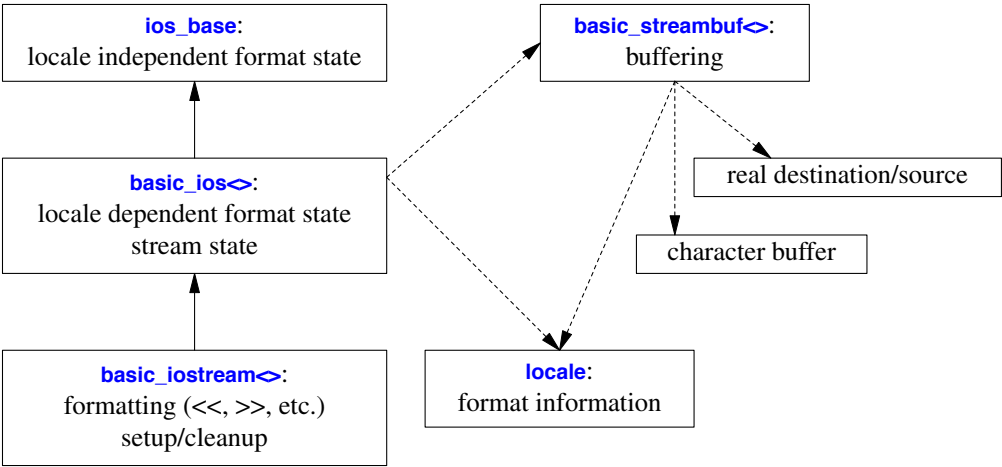 ios_base:
locale independent format state
basic_streambuf<>:
buffering
basic_ios<>:
locale dependent format state
stream state
real destination/source
character buffer
basic_iostream<>:
formatting (<<, >>, etc.)
setup/cleanup
locale:
format information